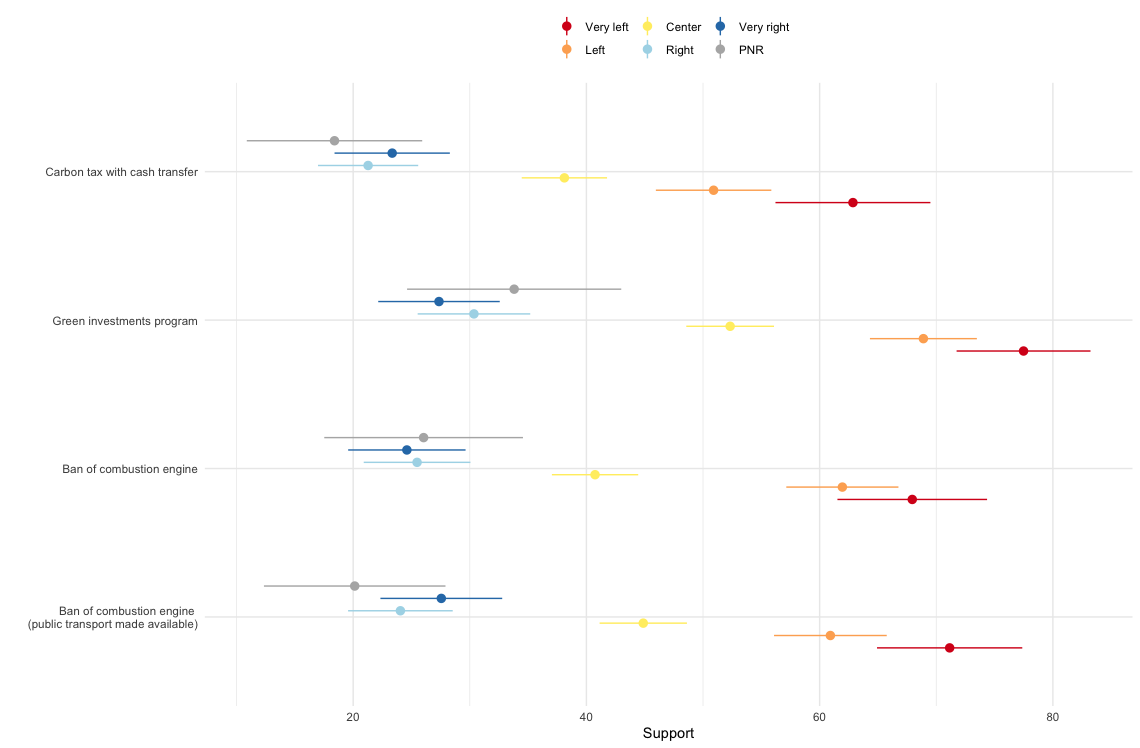 Very left Center Very right
Left Right PNR
Carbon tax with cash transfer
Green investments program
Ban of combustion engine
Ban of combustion engine
(public transport made available)
20 40 60 80
Support